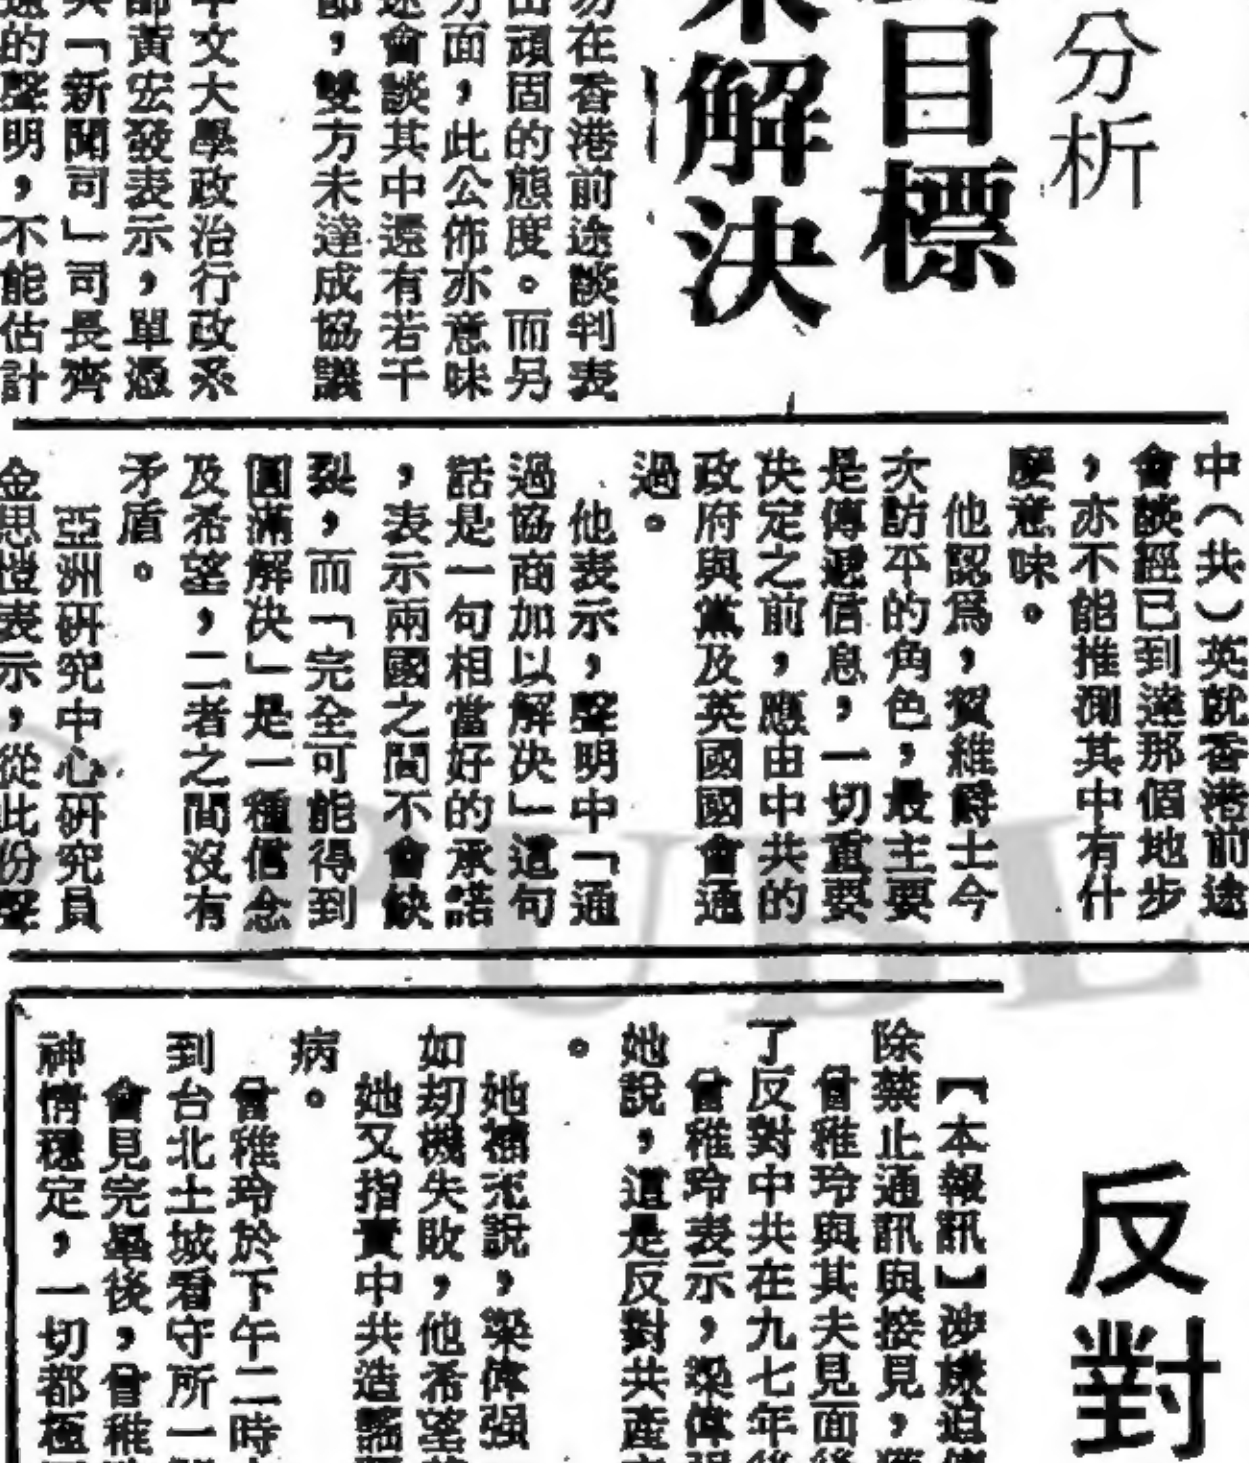 分析
目標
解決
在香港前途談判表
頑固的態度。而另
方面,此公佈亦意味
會談其中還有若干
,雙方未達成協議
中文大學政治行政系
師黃宏發表示,單憑
「新聞司」司長齊
的聲明,不能估計
中(共)英就香港前途
會談經已到達那個地步
,亦不能推測其中有什
麼意味。
他認爲,賀維爵士今
次訪平的角色,最主要
是傳遞信息,一切重要
决定之前,應由中共的
政府與黨及英國國會通
過。
他表示,聲明中「通
過協商加以解决」這句
話是一句相當好的承諾
,表示兩國之間不會決
裂,而「完全可能得到
圓滿解决」是一種信念
及希望,二者之間沒有
矛盾。
亞洲研究中心研究員
金思愷表示,從此份聲
反對
【本報訊】涉嫌迫
除禁止通訊與接見,獲
曾稚玲與其夫見面後
了反對中共在九七年後
曾稚玲表示,梁偉强
她說,這是反對共產
。
她補充說,梁偉强
如刧機失敗,他希望
她又指責中共造謠
病。
曾稚玲於下午二時
到台北土城看守所一
會見完畢後,曾稚
神情穩定,一切都極
PUBL